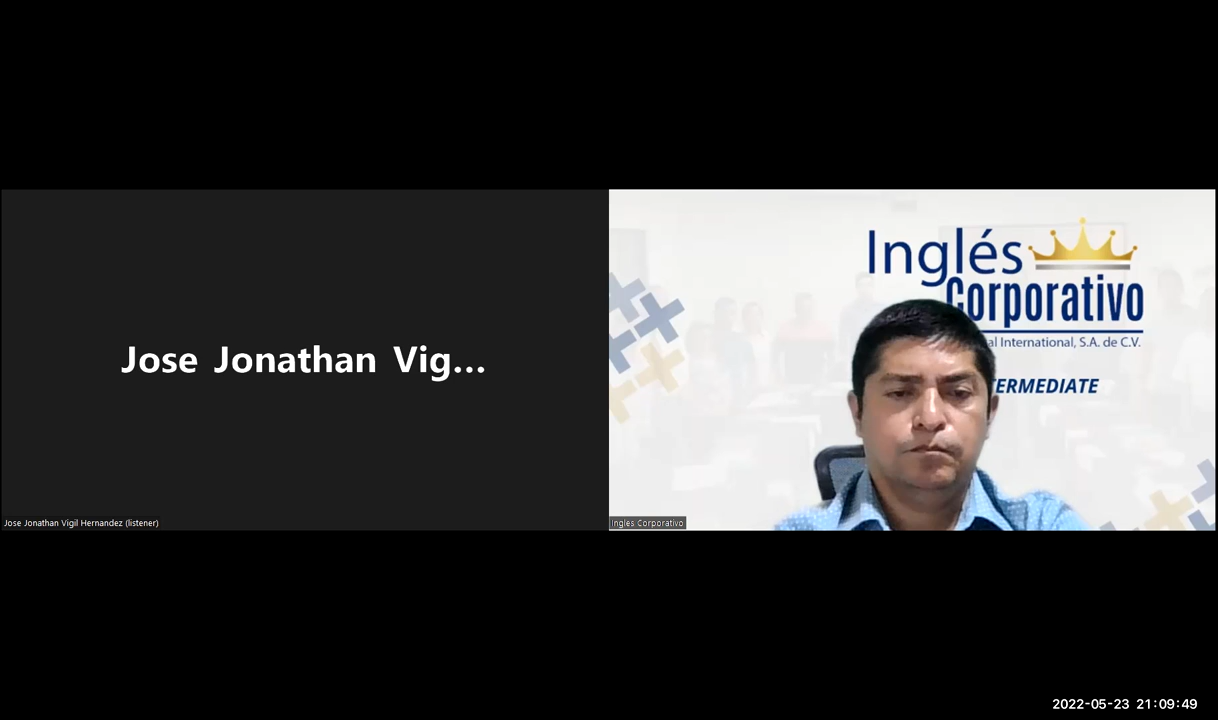 Jose Jonathan Vig...
Jose Jonathan Vigil Hernandez (listener)
Inglés
Corporativo
al International, S.A. de C.V.
TERMEDIATE
Ingles Corporativo
2022-05-23 21:09:49